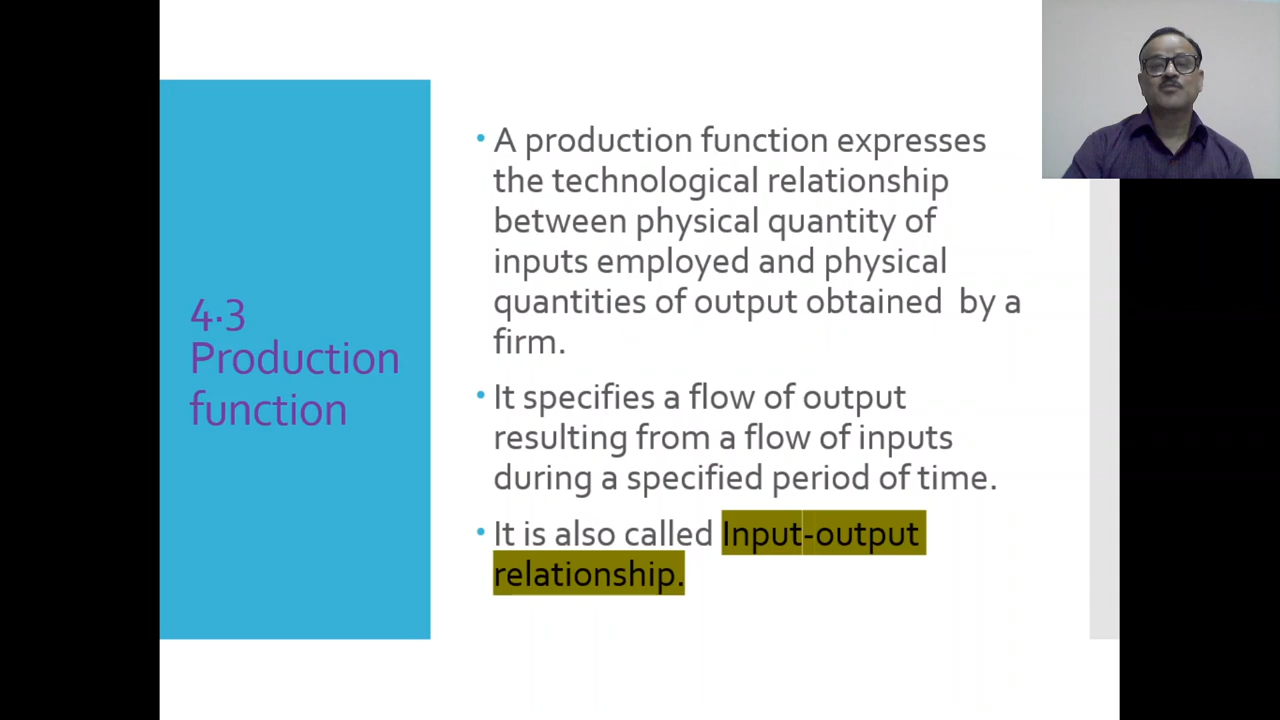 4.3
Production
function
• A production function expresses
the technological relationship
between physical quantity of
inputs employed and physical
quantities of output obtained  by a
firm.
• It specifies a flow of output
resulting from a flow of inputs
during a specified period of time.
• It is also called Input-output
relationship.